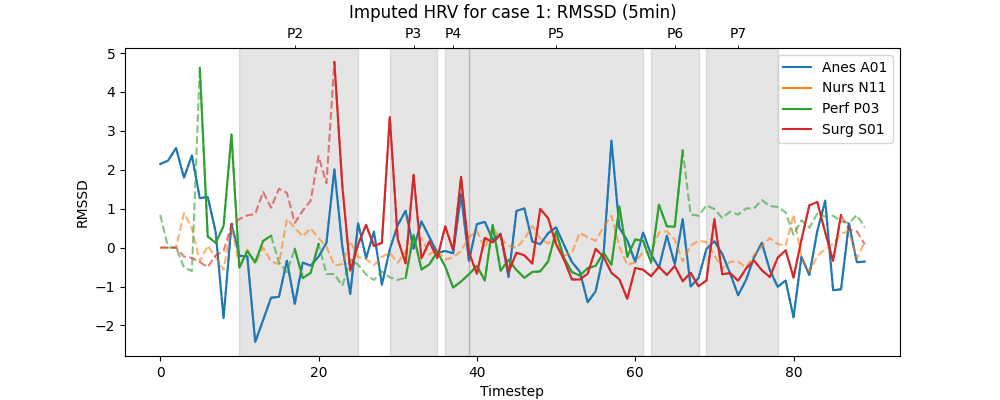 Imputed HRV for case 1: RMSSD (5min)
P2 P3 P4 P5 P6 P7
Anes A01
Nurs N11
Perf P03
Surg S01
5
4
3
2
1
0
−1
−2
RMSSD
0 20 40 60 80
Timestep